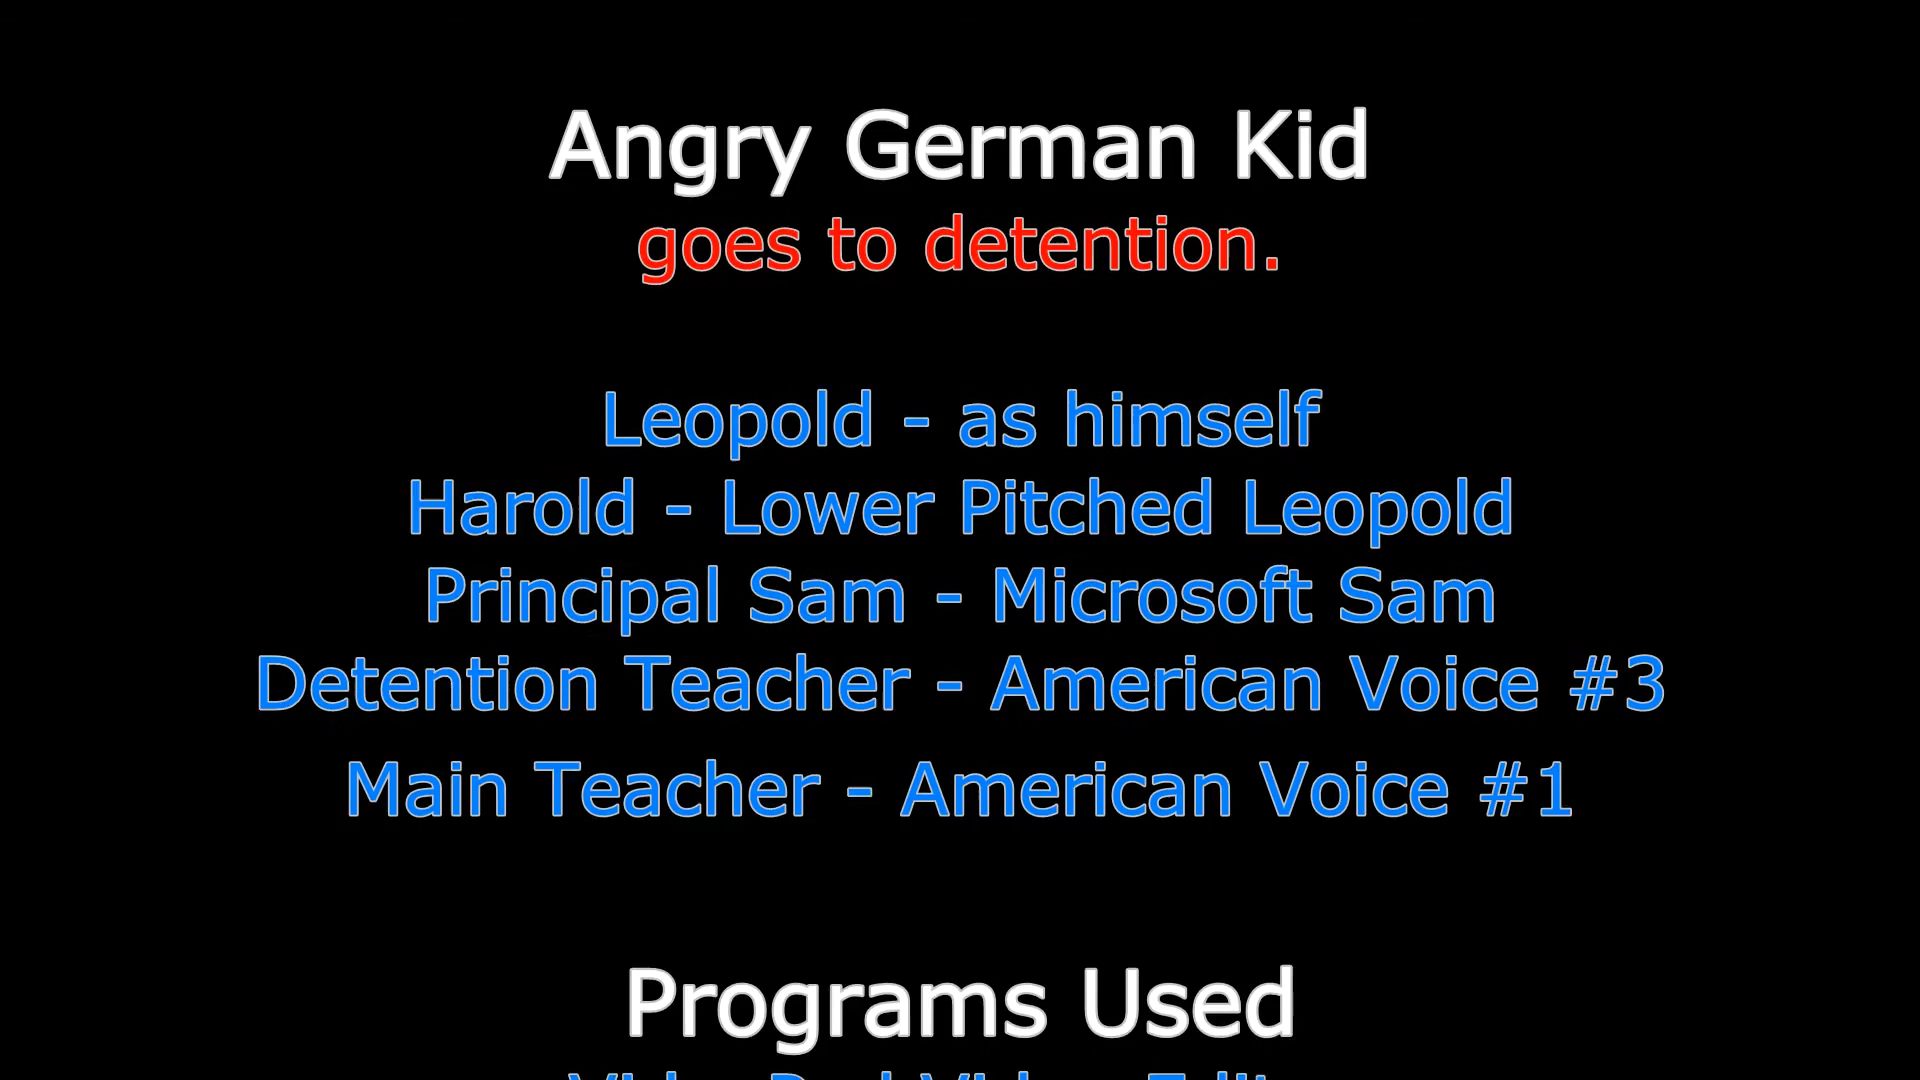 Angry German Kid
goes to detention.
Leopold - as himself
Harold - Lower Pitched Leopold
Principal Sam - Microsoft Sam
Detention Teacher - American Voice #3
Main Teacher - American Voice #1
Programs Used